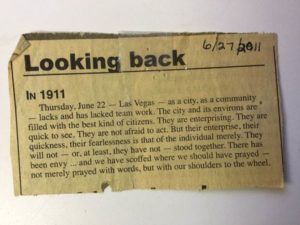 6/27/2011
Looking back
IN 1911
Thursday, June 22 — Las Vegas — as a city, as a community
— lacks and has lacked team work. The city and its environs are
filled with the best kind of citizens. They are enterprising. They are
quick to see. They are not afraid to act. But their enterprise, their
quickness, their fearlessness is that of the individual merely. They
will not — or, at least, they have not — stood together. There has
been envy ... and we have scoffed where we should have prayed —
not merely prayed with words, but with our shoulders to the wheel.